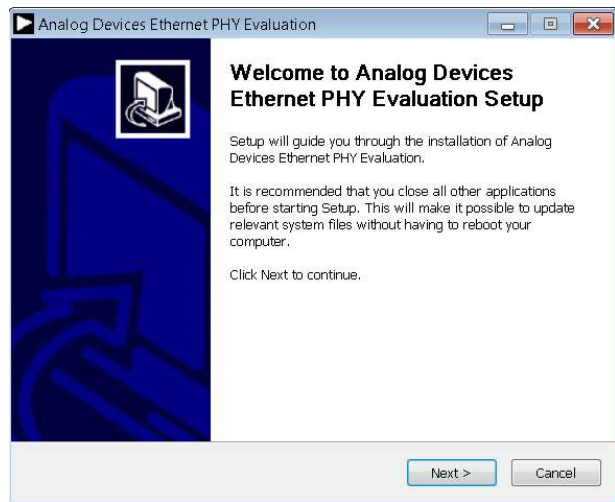 Analog Devices Ethernet PHY Evaluation
Welcome to Analog Devices
Ethernet PHY Evaluation Setup
Setup will guide you through the installation of Analog
Devices Ethernet PHY Evaluation.
It is recommended that you close all other applications
before starting Setup. This will make it possible to update
relevant system files without having to reboot your
computer.
Click Next to continue.
Next >
Cancel